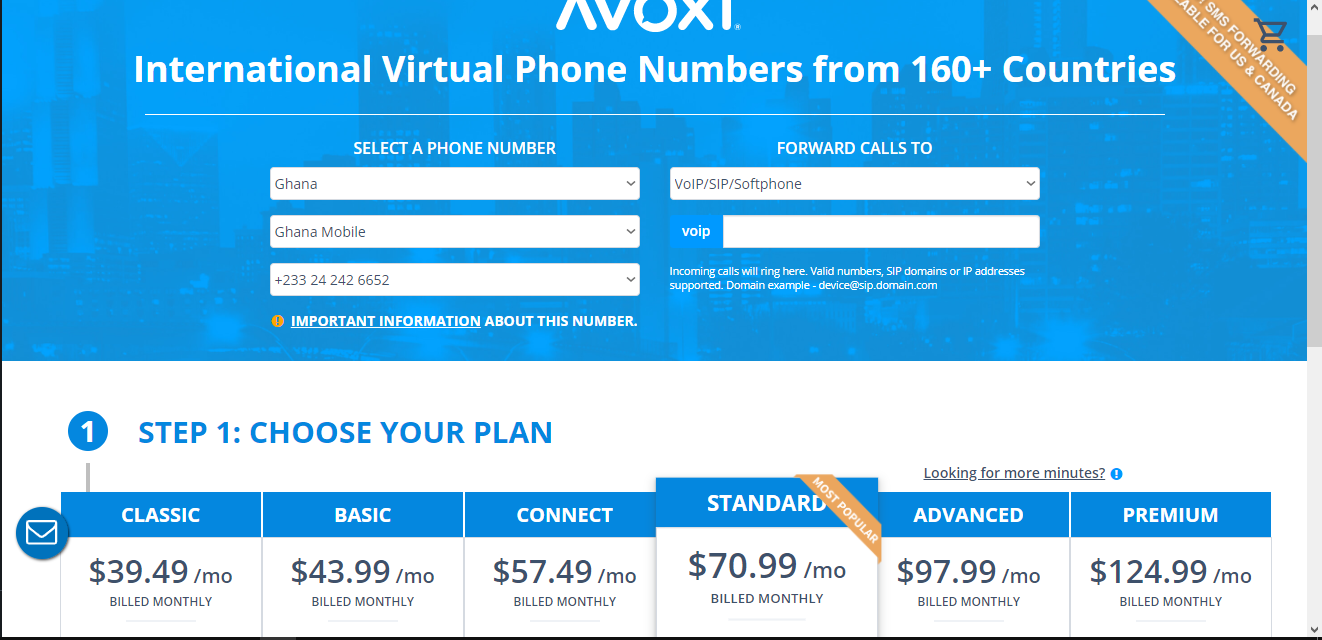 AVOXI®
International Virtual Phone Numbers from 160+ Countries
SMS FORWARDING
FOR US & CANADA
SELECT A PHONE NUMBER
Ghana
Ghana Mobile
+233 24 242 6652
! IMPORTANT INFORMATION ABOUT THIS NUMBER.
FORWARD CALLS TO
VoIP/SIP/Softphone
voip
Incoming calls will ring here. Valid numbers, SIP domains or IP addresses
supported. Domain example - device@sip.domain.com
1 STEP 1: CHOOSE YOUR PLAN
Looking for more minutes? !
CLASSIC
$39.49 /mo
BILLED MONTHLY
BASIC
$43.99 /mo
BILLED MONTHLY
CONNECT
$57.49 /mo
BILLED MONTHLY
STANDARD
MOST POPULAR
$70.99 /mo
BILLED MONTHLY
ADVANCED
$97.99 /mo
BILLED MONTHLY
PREMIUM
$124.99 /mo
BILLED MONTHLY